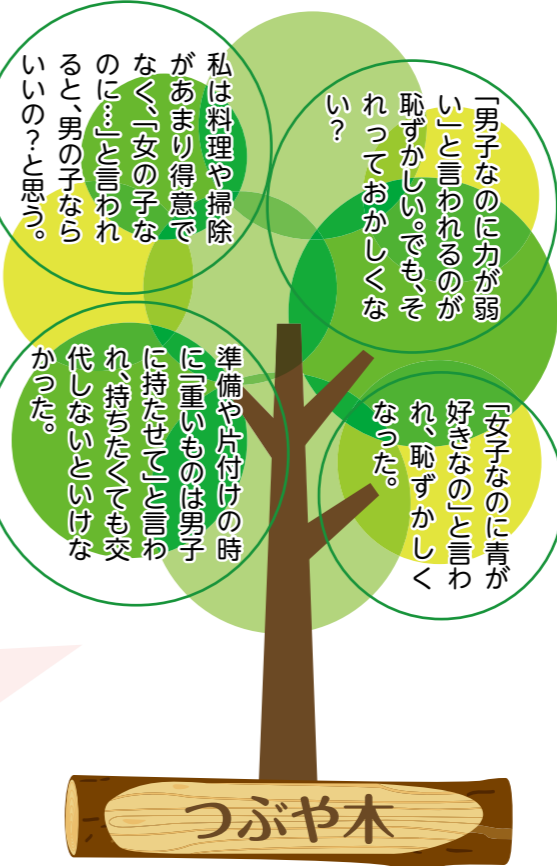 「男子なのに力が弱
い」と言われるのが
恥ずかしい。でも、そ
れっておかしくな
い?
私は料理や掃除
があまり得意で
なく、「女の子な
のに…」と言われ
ると、男の子なら
いいの?と思う。
「女子なのに青が
好きなの」と言わ
れ、恥ずかしく
なった。
準備や片付けの時
に「重いものは男子
に持たせて」と言わ
れ、持ちたくても交
代しないといけな
かった。
つぶや木